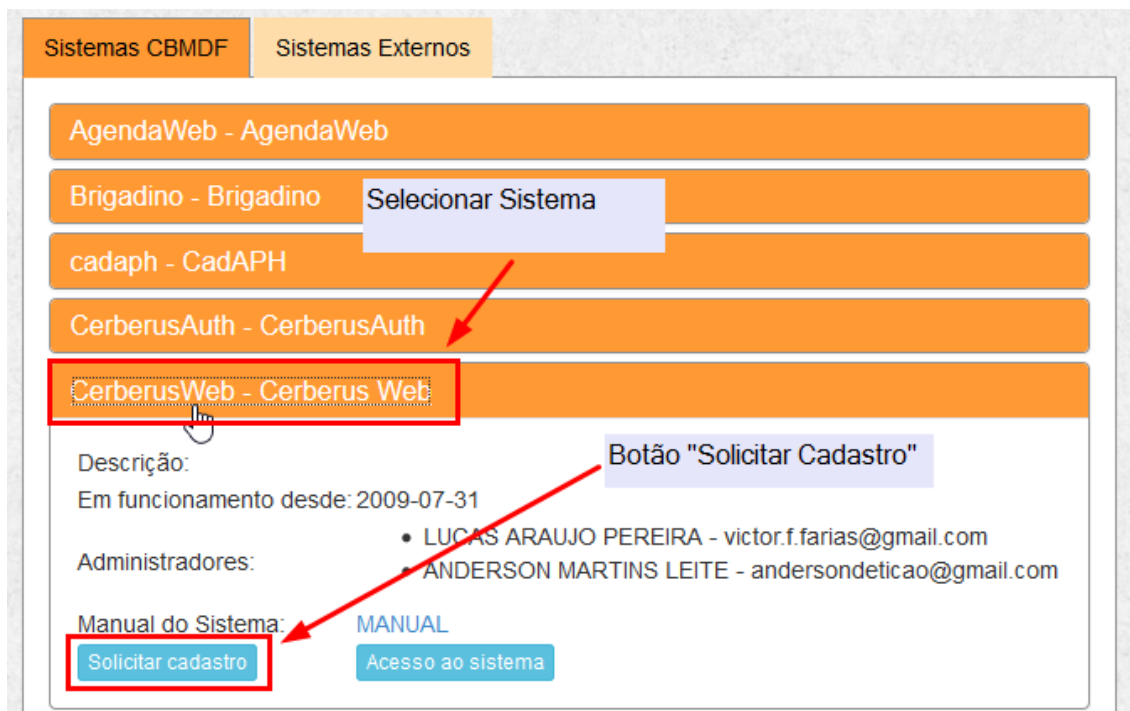 Sistemas CBMDF
Sistemas Externos
AgendaWeb - AgendaWeb
Brigadino - Brigadino
Selecionar Sistema
cadaph - CadAPH
CerberusAuth - CerberusAuth
CerberusWeb - Cerberus Web
Botão "Solicitar Cadastro"
Descrição:
Em funcionamento desde: 2009-07-31
Administradores:
• LUCAS ARAUJO PEREIRA - victor.f.farias@gmail.com
• ANDERSON MARTINS LEITE - andersondeticao@gmail.com
Manual do Sistema: MANUAL
Solicitar cadastro
Acesso ao sistema